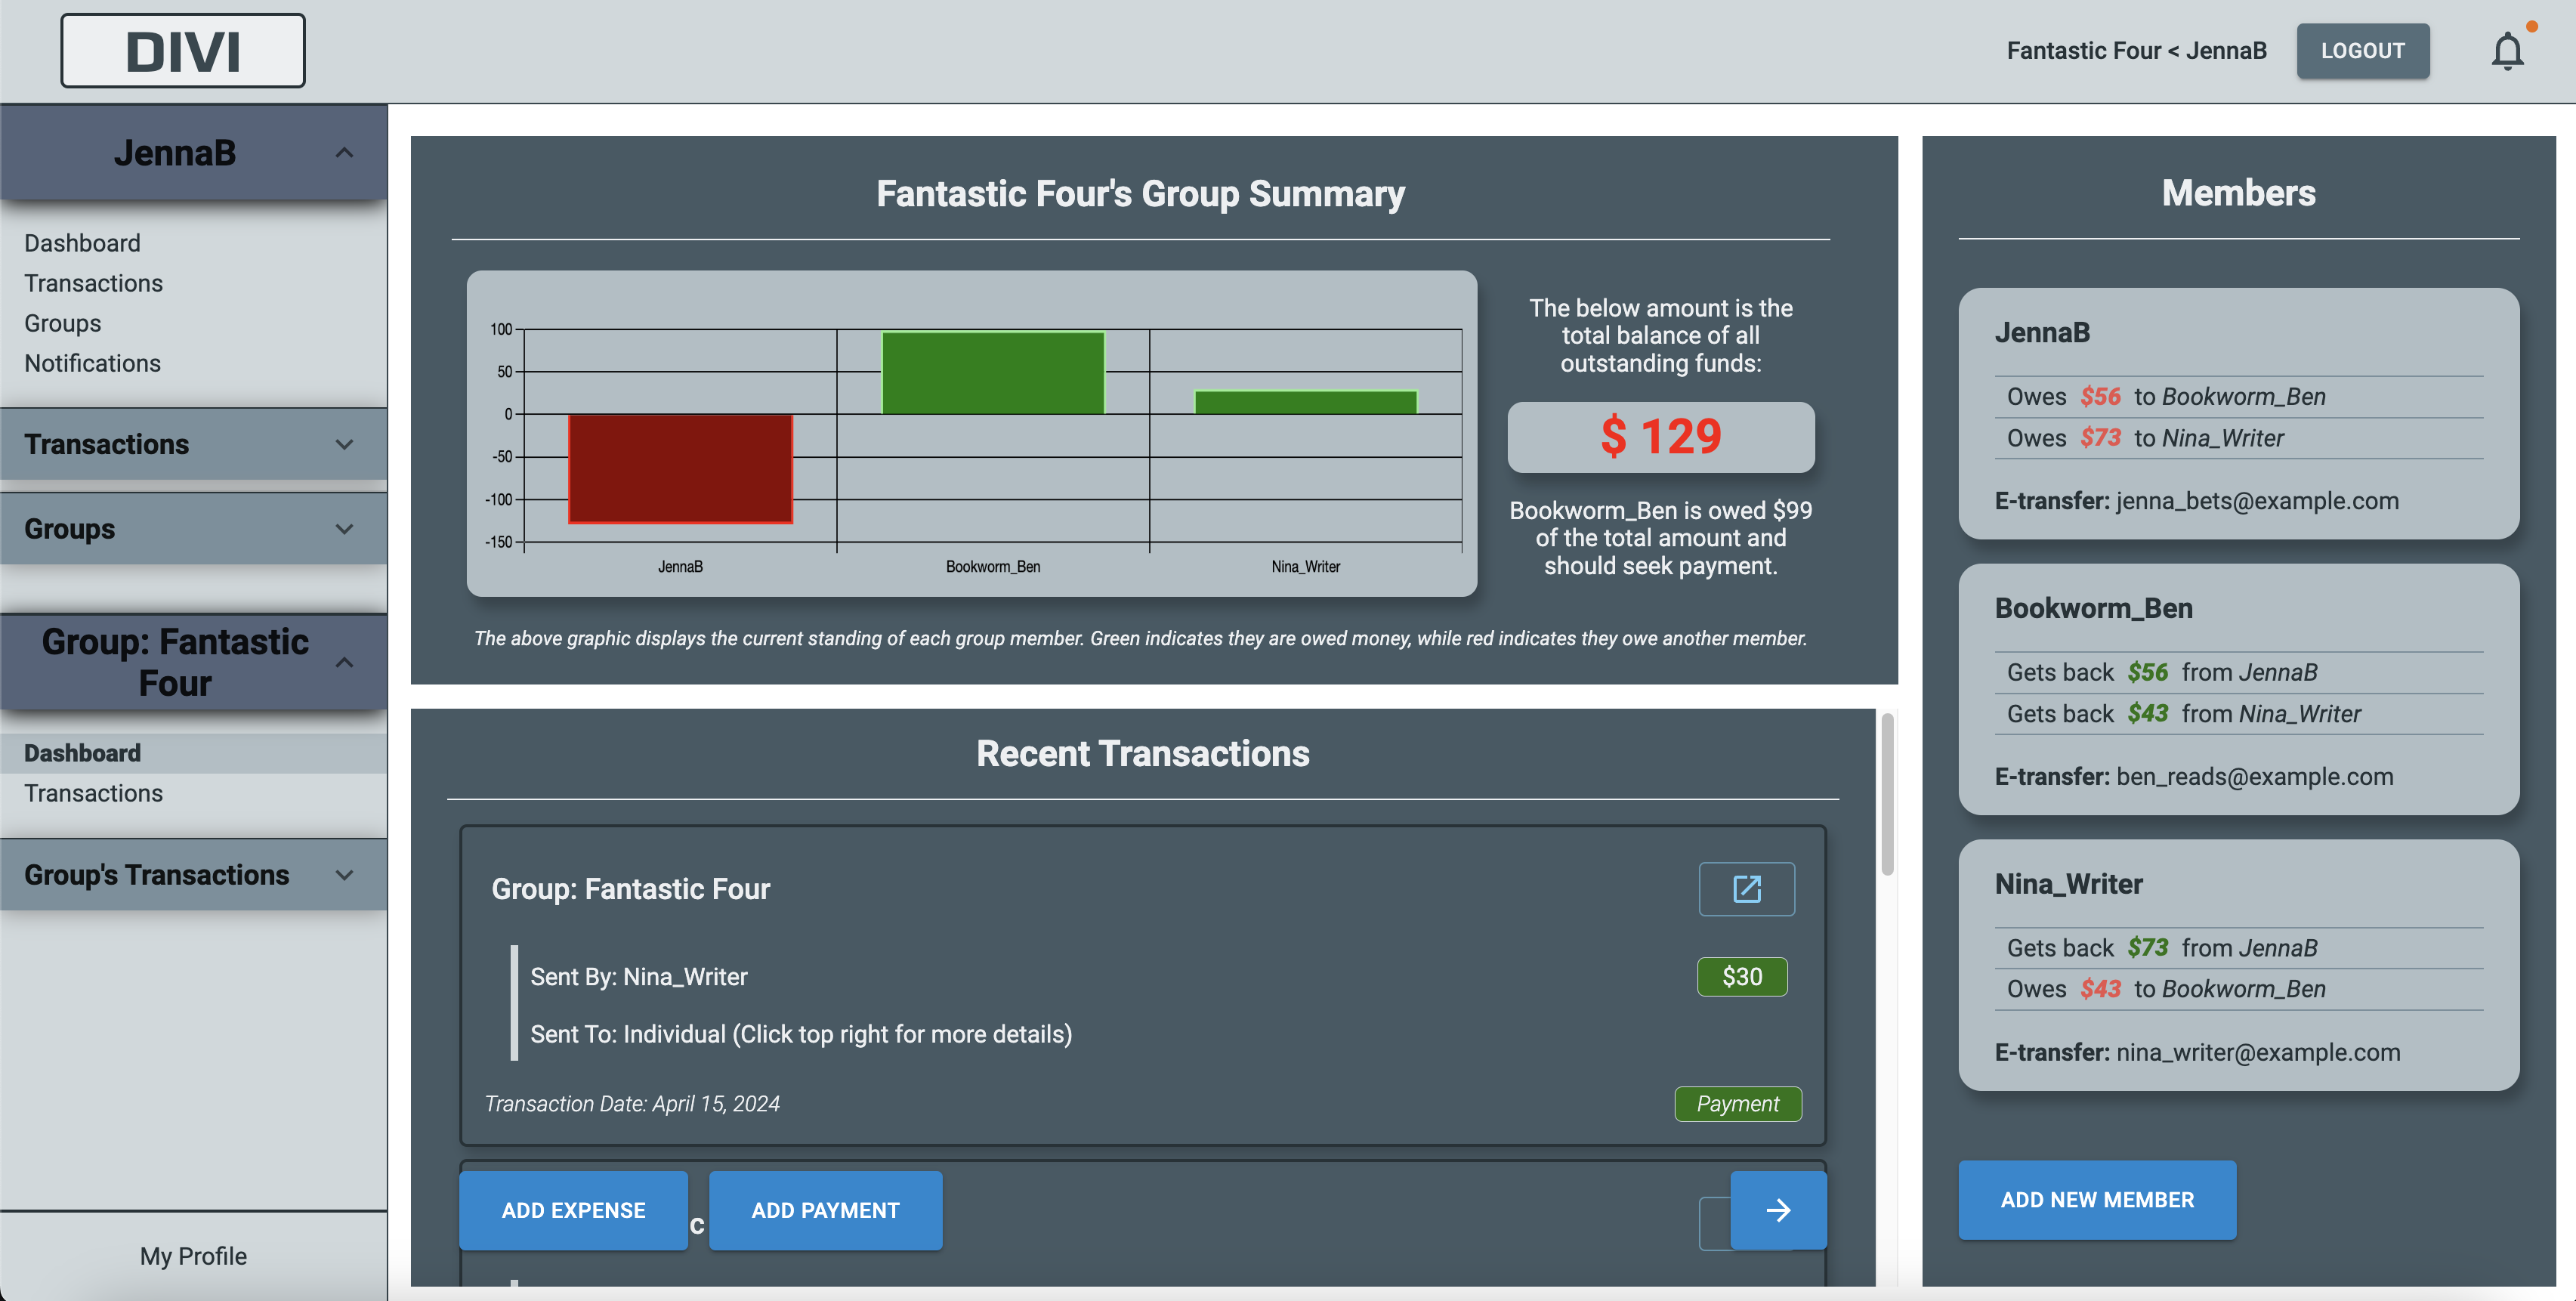 DIVI
Fantastic Four < JennaB
LOGOUT
JennaB
Dashboard
Transactions
Groups
Notifications
Transactions
Groups
Group: Fantastic
Four
Dashboard
Transactions
Group's Transactions
My Profile
Fantastic Four's Group Summary
100
50
0
-50
-100
-150
JennaB
Bookworm_Ben
Nina_Writer
The below amount is the
total balance of all
outstanding funds:
$ 129
Bookworm_Ben is owed $99
of the total amount and
should seek payment.
The above graphic displays the current standing of each group member. Green indicates they are owed money, while red indicates they owe another member.
Recent Transactions
Group: Fantastic Four
Sent By: Nina_Writer
$30
Sent To: Individual (Click top right for more details)
Transaction Date: April 15, 2024
Payment
ADD EXPENSE
c
ADD PAYMENT
Members
JennaB
Owes $56 to Bookworm_Ben
Owes $73 to Nina_Writer
E-transfer: jenna_bets@example.com
Bookworm_Ben
Gets back $56 from JennaB
Gets back $43 from Nina_Writer
E-transfer: ben_reads@example.com
Nina_Writer
Gets back $73 from JennaB
Owes $43 to Bookworm_Ben
E-transfer: nina_writer@example.com
ADD NEW MEMBER